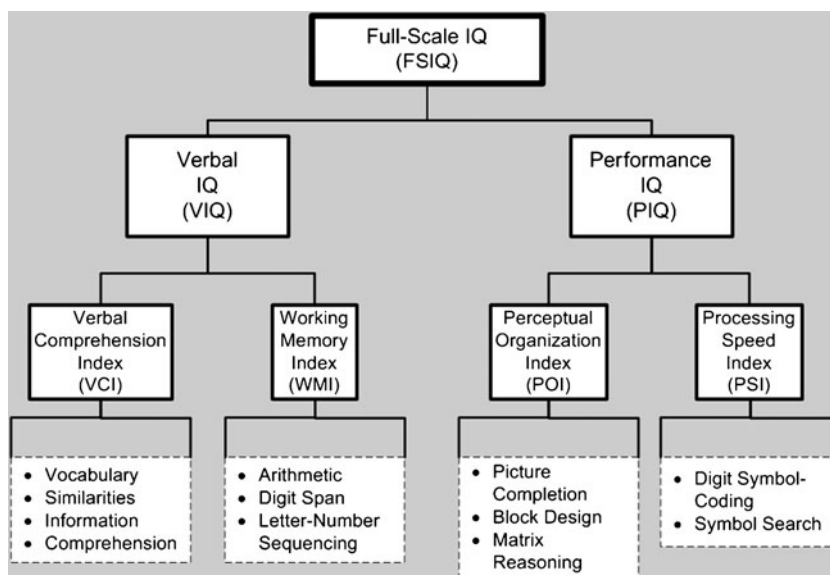 Full-Scale IQ
(FSIQ)
Verbal
IQ
(VIQ)
Performance
IQ
(PIQ)
Verbal
Comprehension
Index
(VCI)
Working
Memory
Index
(WMI)
Perceptual
Organization
Index
(POI)
Processing
Speed
Index
(PSI)
• Vocabulary
• Similarities
• Information
• Comprehension
• Arithmetic
• Digit Span
• Letter-Number
Sequencing
• Picture
Completion
• Block Design
• Matrix
Reasoning
• Digit Symbol-
Coding
• Symbol Search